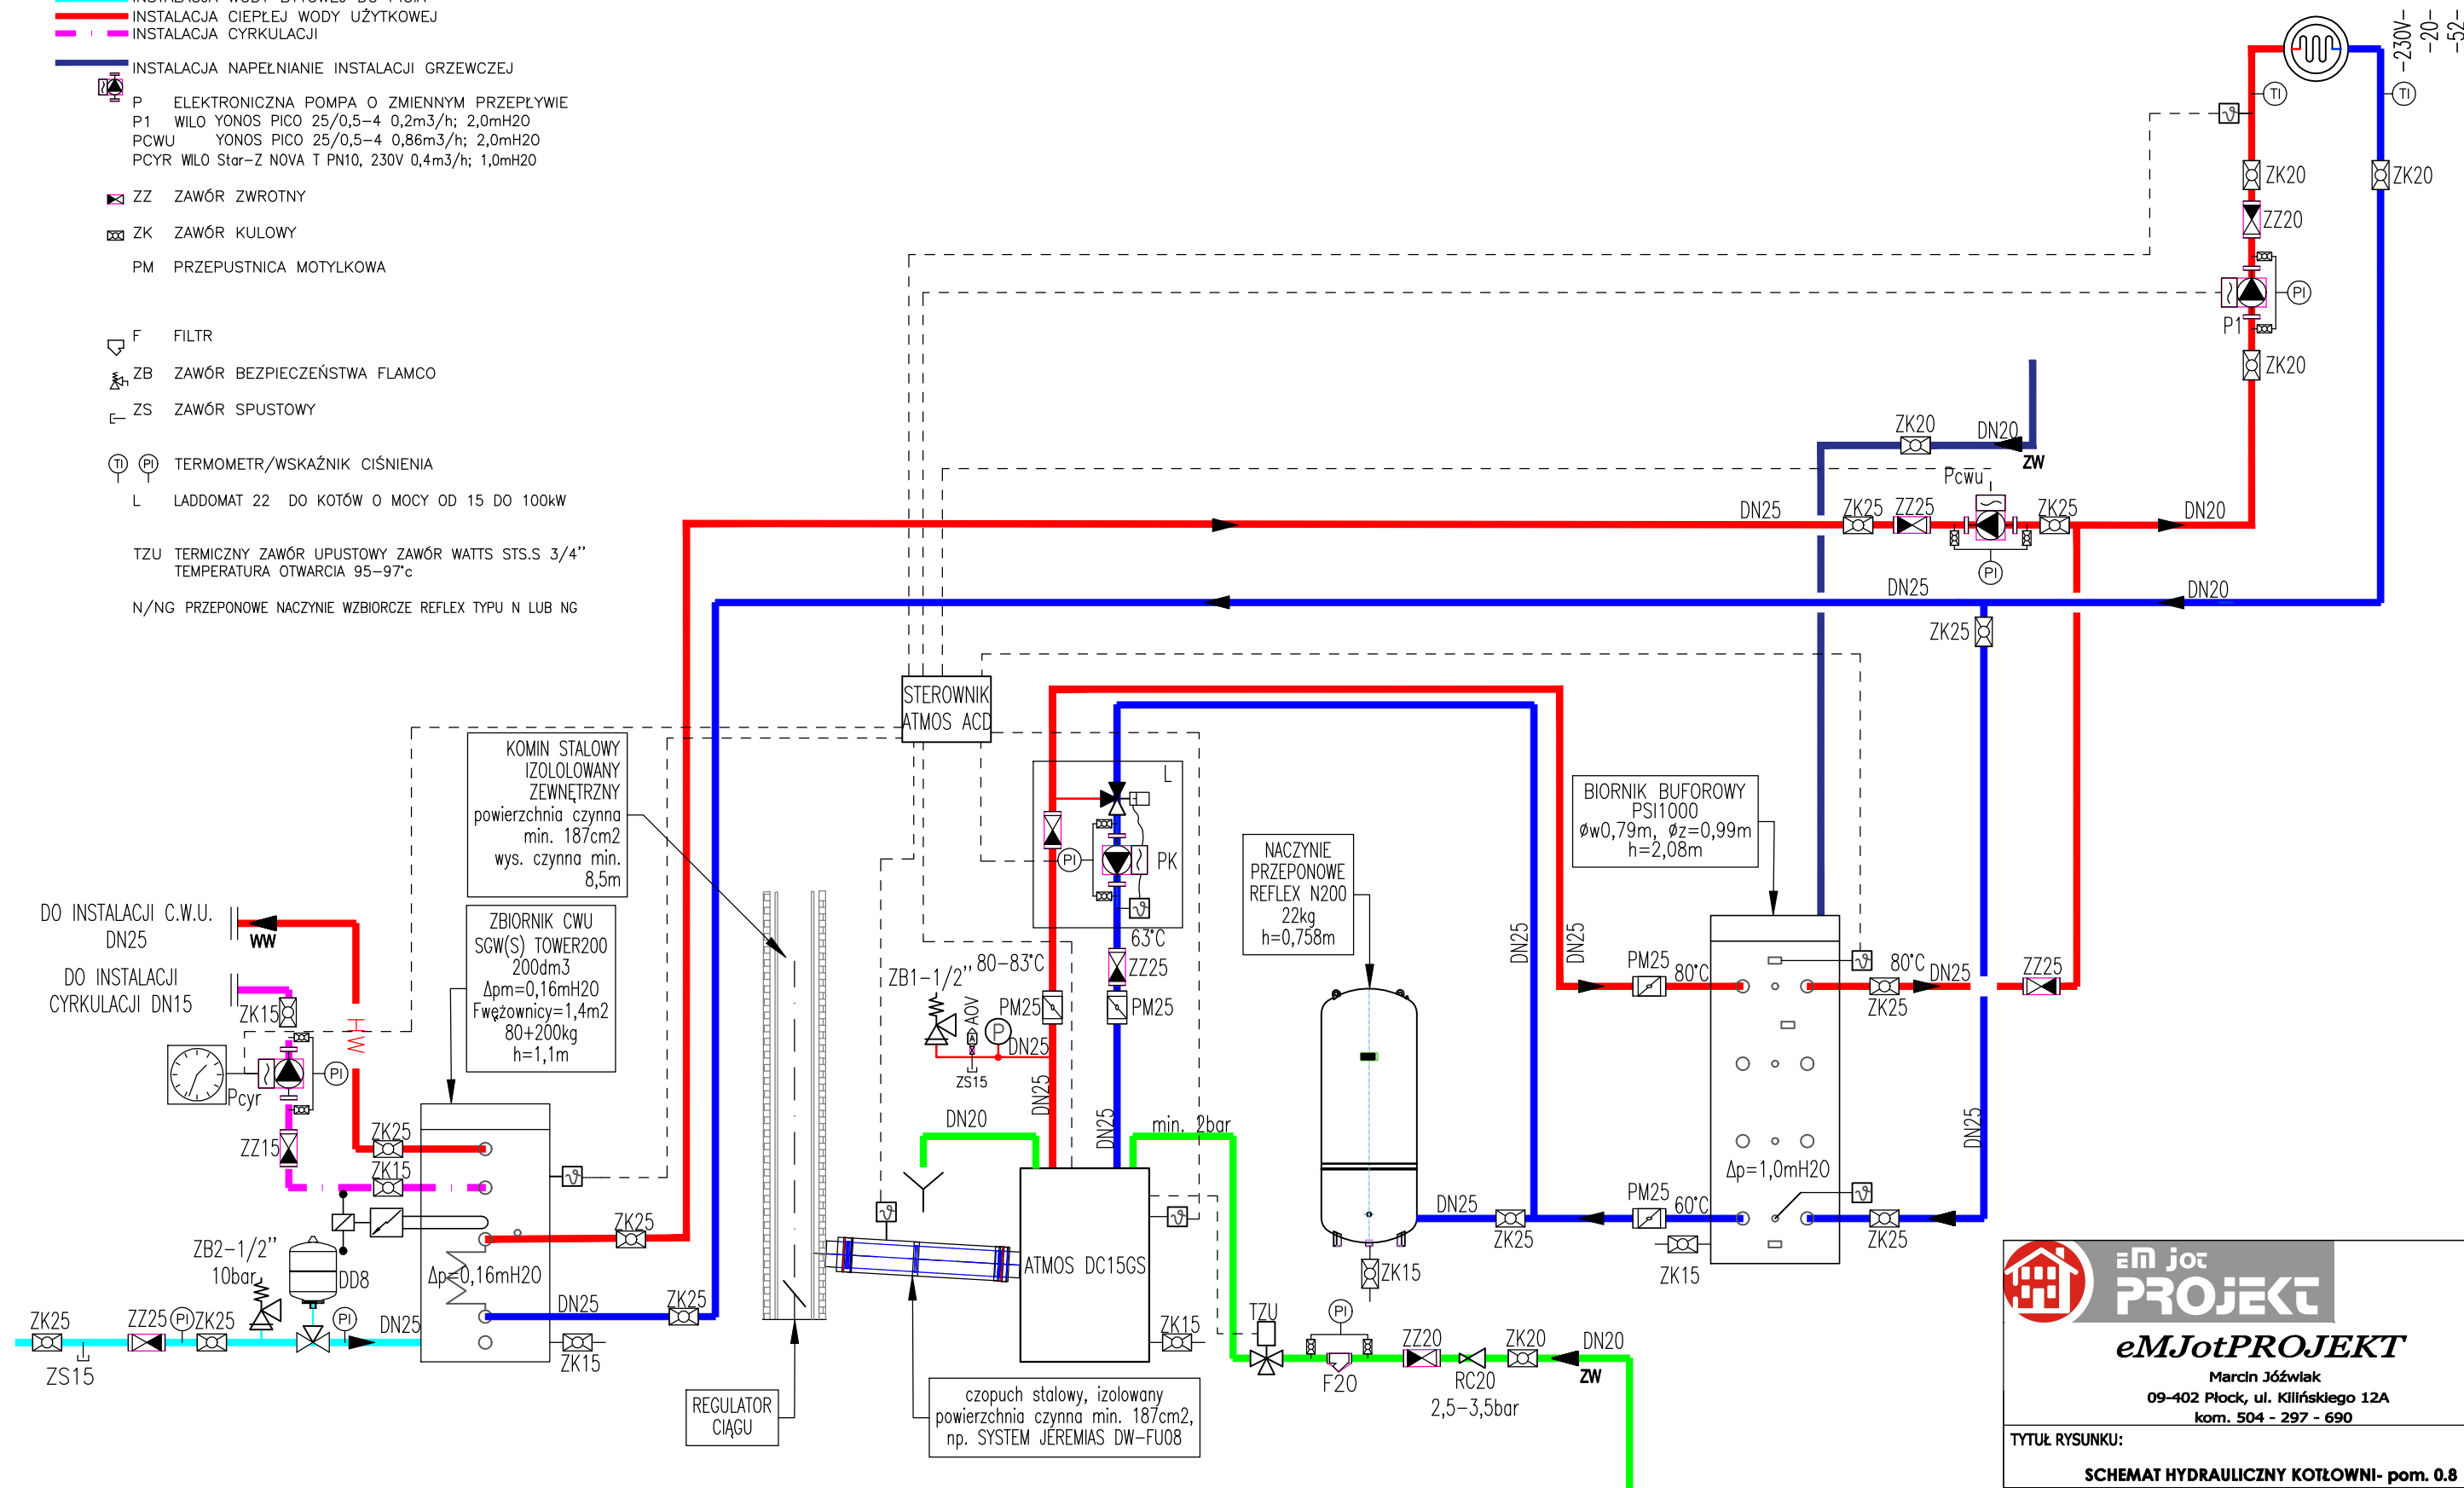 INSTALACJA CIEPŁEJ WODY UŻYTKOWEJ
INSTALACJA CYRKULACJI
INSTALACJA NAPEŁNIANIE INSTALACJI GRZEWCZEJ
P ELEKTRONICZNA POMPA O ZMIENNYM PRZEPŁYWIE
P1 WILO YONOS PICO 25/0,5-4 0,2m3/h; 2,0mH2O
PCWU YONOS PICO 25/0,5-4 0,86m3/h; 2,0mH2O
PCYR WILO Star-Z NOVA T PN10, 230V 0,4m3/h; 1,0mH2O
ZZ ZAWÓR ZWROTNY
ZK ZAWÓR KULOWY
PM PRZEPUSTNICA MOTYLKOWA
F FILTR
ZB ZAWÓR BEZPIECZEŃSTWA FLAMCO
ZS ZAWÓR SPUSTOWY
TI PI TERMOMETR/WSKAŹNIK CIŚNIENIA
L LADDOMAT 22 DO KOTÓW O MOCY OD 15 DO 100kW
TZU TERMICZNY ZAWÓR UPUSTOWY ZAWÓR WATTS STS.S 3/4''
TEMPERATURA OTWARCIA 95-97°c
N/NG PRZEPONOWE NACZYNIE WZBIORCZE REFLEX TYPU N LUB NG
-230V-
-20-
-52-
TI
TI
ZK20
ZK20
ZZ20
PI
P1
ZK20
ZK20
DN20
ZW
Pcwu
DN25
ZK25
ZZ25
ZK25
DN20
PI
DN25
DN20
ZK25
STEROWNIK
ATMOS ACD
KOMIN STALOWY
IZOLOLOWANY
ZEWNĘTRZNY
powierzchnia czynna
min. 187cm2
wys. czynna min.
8,5m
L
PI
PK
63°C
BIORNIK BUFOROWY
PSI1000
øw0,79m, øz=0,99m
h=2,08m
NACZYNIE
PRZEPONOWE
REFLEX N200
22kg
h=0,758m
DO INSTALACJI C.W.U.
DN25
WW
DO INSTALACJI
CYRKULACJI DN15
ZK15
ZBIORNIK CWU
SGW(S) TOWER200
200dm3
Δpm=0,16mH2O
Fwężownicy=1,4m2
80+200kg
h=1,1m
ZB1-1/2''
80-83°C
AOV
A
P
ZS15
PM25
DN25
ZZ25
PM25
DN25
DN25
DN25
DN25
PM25
80°C
80°C
DN25
ZK25
ZZ25
PI
Pcyr
ZZ15
ZK25
ZK15
DN20
min. 2bar
Δp=1,0mH2O
DN25
DN25
ZK25
PM25
60°C
ZK25
ZK15
ZK15
ZB2-1/2''
10bar
DD8
ZK25
Δp=0,16mH2O
DN25
ZK25
ATMOS DC15GS
ZK15
ZK25
ZS15
ZZ25
PI
ZK25
PI
DN25
ZK15
TZU
PI
F20
ZZ20
RC20
2,5-3,5bar
ZK20
DN20
ZW
REGULATOR
CIĄGU
czopuch stalowy, izolowany
powierzchnia czynna min. 187cm2,
np. SYSTEM JEREMIAS DW-FU08
eM jot
PROJEKT
eMJotPROJEKT
Marcin Jóźwiak
09-402 Płock, ul. Kilińskiego 12A
kom. 504 - 297 - 690
TYTUŁ RYSUNKU:
SCHEMAT HYDRAULICZNY KOTŁOWNI- pom. 0.8